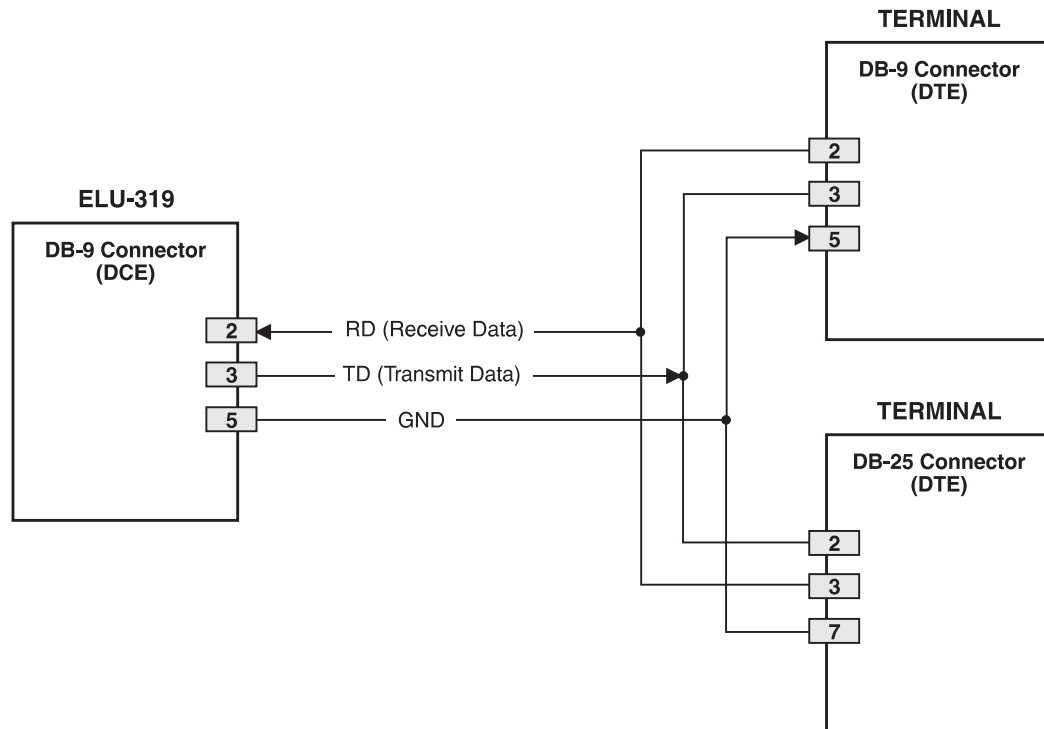 TERMINAL
DB-9 Connector
(DTE)
2
3
5
ELU-319
DB-9 Connector
(DCE)
2
RD (Receive Data)
3
TD (Transmit Data)
5
GND
TERMINAL
DB-25 Connector
(DTE)
2
3
7